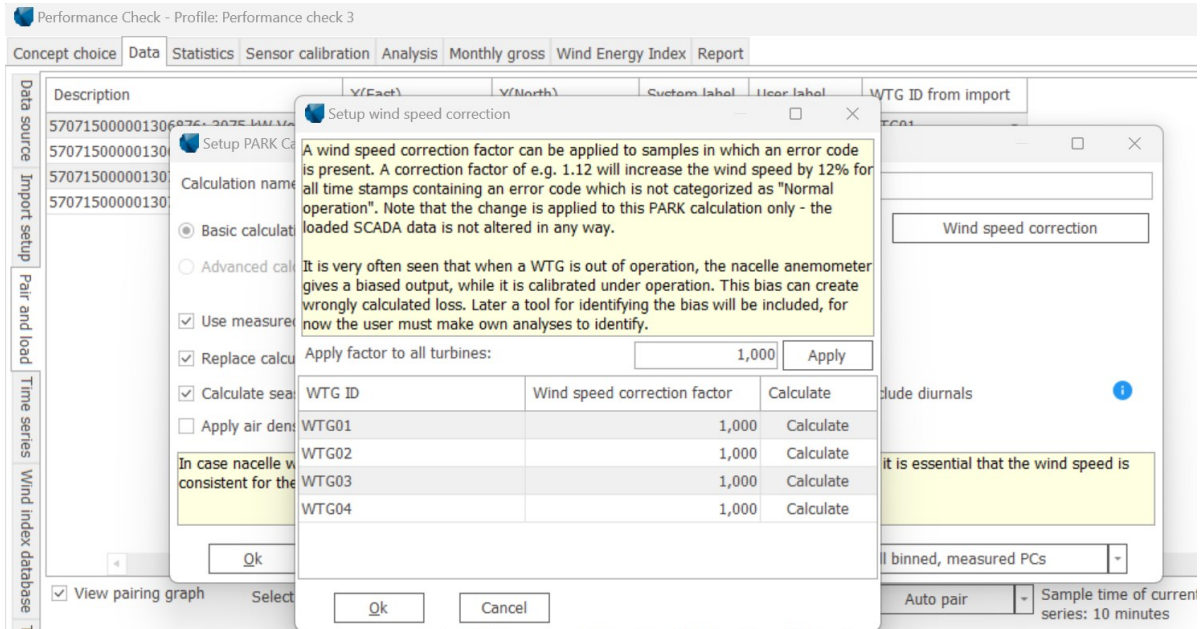 Performance Check - Profile: Performance check 3
Concept choice Data Statistics Sensor calibration Analysis Monthly gross Wind Energy Index Report
Data source
Import setup
Pair and load
Time series
Wind index database
Description
System label User label WTG ID from import
570715000001306876: 3075 kW
57071500000130
57071500000130
57071500000130
Setup PARK
Calculation name
Basic
Advanced
Use measured
Replace
Calculate
Apply air
In case nacelle
consistent for the
Ok
Wind speed correction
include diurnals
it is essential that the wind speed is
binned, measured PCs
Setup wind speed correction
A wind speed correction factor can be applied to samples in which an error code
is present. A correction factor of e.g. 1.12 will increase the wind speed by 12% for
all time stamps containing an error code which is not categorized as "Normal
operation". Note that the change is applied to this PARK calculation only - the
loaded SCADA data is not altered in any way.
It is very often seen that when a WTG is out of operation, the nacelle anemometer
gives a biased output, while it is calibrated under operation. This bias can create
wrongly calculated loss. Later a tool for identifying the bias will be included, for
now the user must make own analyses to identify.
Apply factor to all turbines: 1,000 Apply
WTG ID Wind speed correction factor Calculate
WTG01 1,000 Calculate
WTG02 1,000 Calculate
WTG03 1,000 Calculate
WTG04 1,000 Calculate
Ok Cancel
View pairing graph Select
Auto pair
Sample time of current
series: 10 minutes